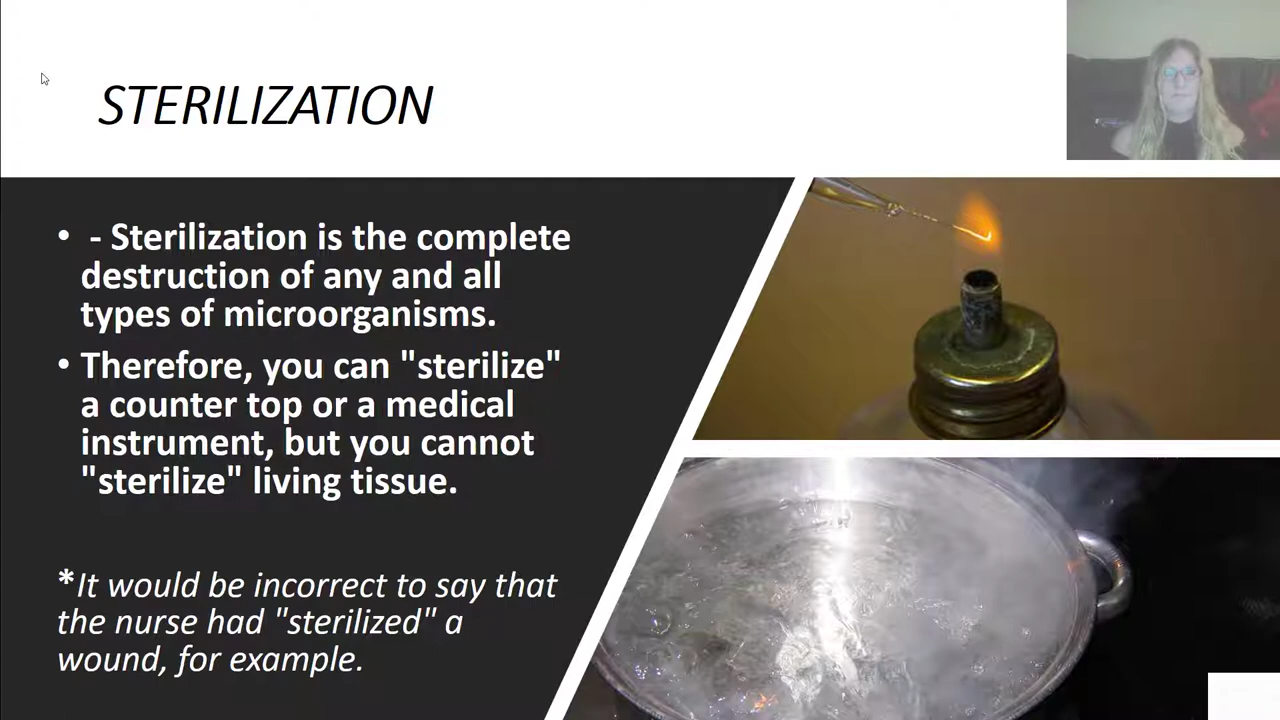 STERILIZATION
• - Sterilization is the complete
destruction of any and all
types of microorganisms.
• Therefore, you can "sterilize"
a counter top or a medical
instrument, but you cannot
"sterilize" living tissue.
*It would be incorrect to say that
the nurse had "sterilized" a
wound, for example.